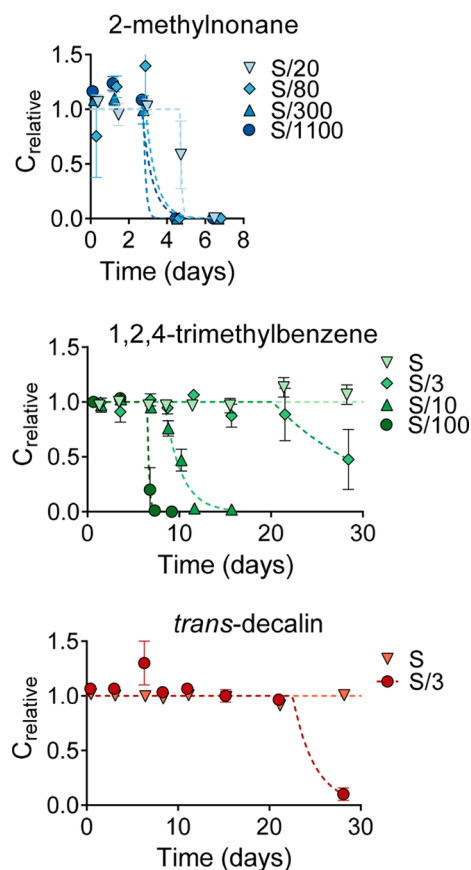 2-methylnonane
1.5
1.0
0.5
0.0
C_relative
0 2 4 6 8
Time (days)
S/20
S/80
S/300
S/1100
1,2,4-trimethylbenzene
1.5
1.0
0.5
0.0
C_relative
0 10 20 30
Time (days)
S
S/3
S/10
S/100
trans-decalin
1.5
1.0
0.5
0.0
C_relative
0 10 20 30
Time (days)
S
S/3